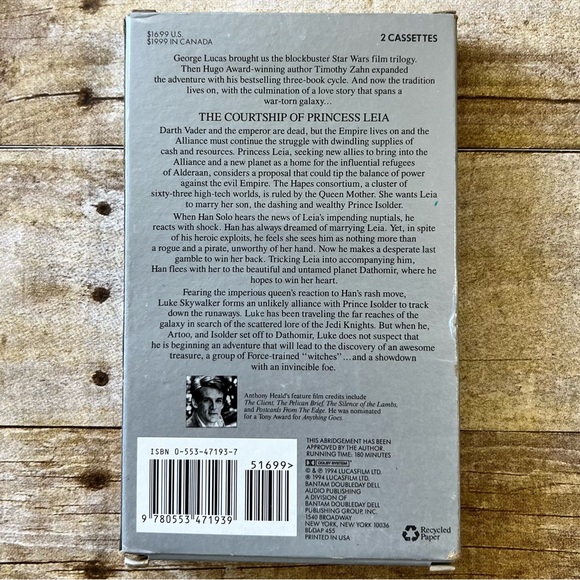 $16.99 U.S.
$19.99 IN CANADA
2 CASSETTES
George Lucas brought us the blockbuster Star Wars film trilogy.
Then Hugo Award-winning author Timothy Zahn expanded
the adventure with his bestselling three-book cycle. And now the tradition
lives on, with the culmination of a love story that spans a
war-torn galaxy...
THE COURTSHIP OF PRINCESS LEIA
Darth Vader and the emperor are dead, but the Empire lives on and the
Alliance must continue the struggle with dwindling supplies of
cash and resources. Princess Leia, seeking new allies to bring into the
Alliance and a new planet as a home for the influential refugees
of Alderaan, considers a proposal that could tip the balance of power
against the evil Empire. The Hapes consortium, a cluster of
sixty-three high-tech worlds, is ruled by the Queen Mother. She wants Leia
to marry her son, the dashing and wealthy Prince Isolder.
When Han Solo hears the news of Leia's impending nuptials, he
reacts with shock. Han has always dreamed of marrying Leia. Yet, in spite
of his heroic exploits, he feels she sees him as nothing more than
a rogue and a pirate, unworthy of her hand. Now he makes a desperate last
gamble to win her back. Tricking Leia into accompanying him,
Han flees with her to the beautiful and untamed planet Dathomir, where he
hopes to win her heart.
Fearing the imperious queen's reaction to Han's rash move,
Luke Skywalker forms an unlikely alliance with Prince Isolder to track
down the runaways. Luke has been traveling the far reaches of the
galaxy in search of the scattered lore of the Jedi Knights. But when he,
Artoo, and Isolder set off to Dathomir, Luke does not suspect that
he is beginning an adventure that will lead to the discovery of an awesome
treasure, a group of Force-trained "witches"...and a showdown
with an invincible foe.
Anthony Heald's feature film credits include
The Client, The Pelican Brief, The Silence of the Lambs,
and Postcards From The Edge. He was nominated
for a Tony Award for Anything Goes.
ISBN 0-553-47193-7
51699>
9 780553 471939
THIS ABRIDGEMENT HAS BEEN
APPROVED BY THE AUTHOR.
RUNNING TIME: 180 MINUTES
DOLBY SYSTEM
© & ℗ 1994 LUCASFILM LTD.
® 1994 LUCASFILM LTD.
BANTAM DOUBLEDAY DELL
AUDIO PUBLISHING
A DIVISION OF
BANTAM DOUBLEDAY DELL
PUBLISHING GROUP, INC.
1540 BROADWAY
NEW YORK, NEW YORK 10036
BDDAP 455
PRINTED IN USA
Recycled
Paper